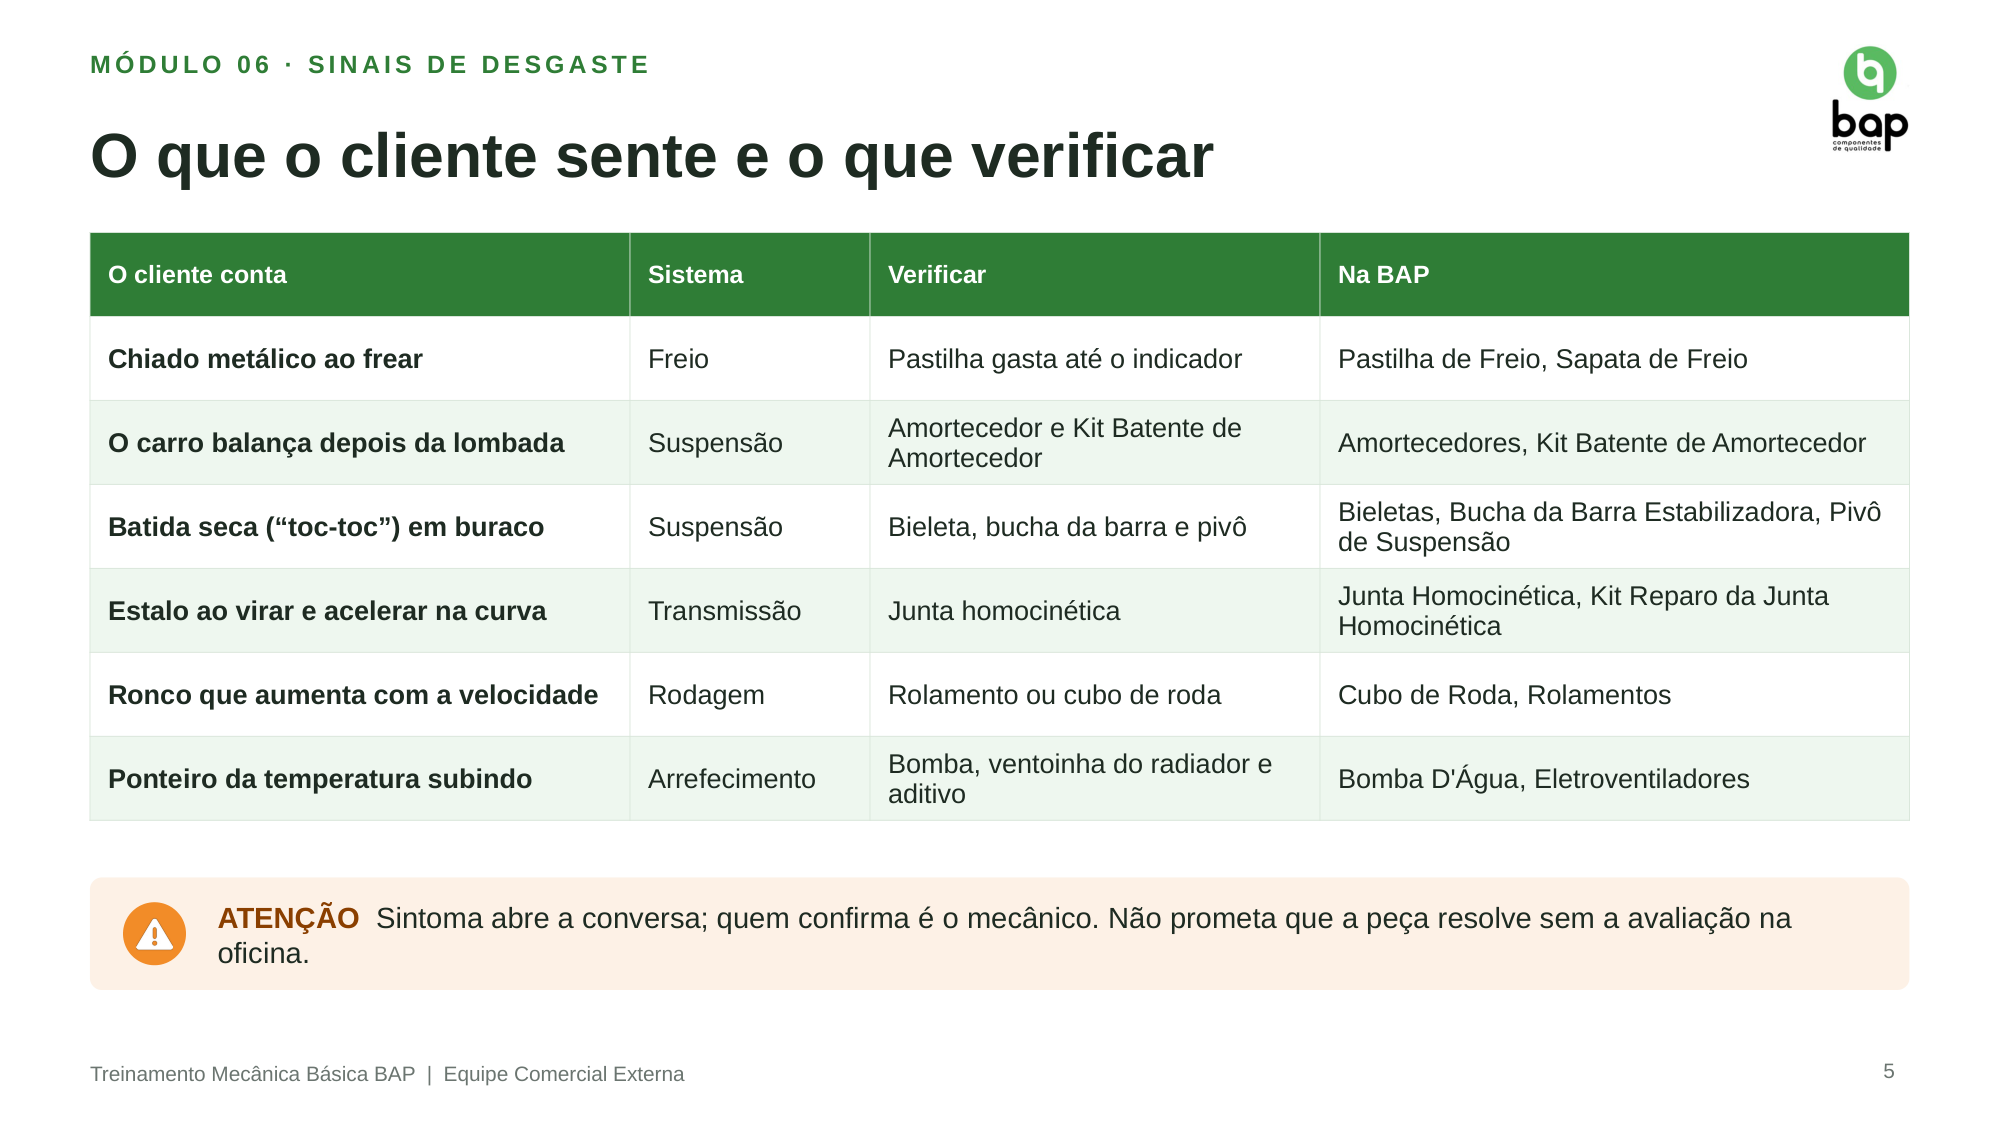 MÓDULO 06 · SINAIS DE DESGASTE
bap
componentes
de qualidade
O que o cliente sente e o que verificar
O cliente conta
Sistema
Verificar
Na BAP
Chiado metálico ao frear
Freio
Pastilha gasta até o indicador
Pastilha de Freio, Sapata de Freio
O carro balança depois da lombada
Suspensão
Amortecedor e Kit Batente de
Amortecedor
Amortecedores, Kit Batente de Amortecedor
Batida seca (“toc-toc”) em buraco
Suspensão
Bieleta, bucha da barra e pivô
Bieletas, Bucha da Barra Estabilizadora, Pivô
de Suspensão
Estalo ao virar e acelerar na curva
Transmissão
Junta homocinética
Junta Homocinética, Kit Reparo da Junta
Homocinética
Ronco que aumenta com a velocidade
Rodagem
Rolamento ou cubo de roda
Cubo de Roda, Rolamentos
Ponteiro da temperatura subindo
Arrefecimento
Bomba, ventoinha do radiador e
aditivo
Bomba D'Água, Eletroventiladores
ATENÇÃO Sintoma abre a conversa; quem confirma é o mecânico. Não prometa que a peça resolve sem a avaliação na
oficina.
Treinamento Mecânica Básica BAP | Equipe Comercial Externa
5